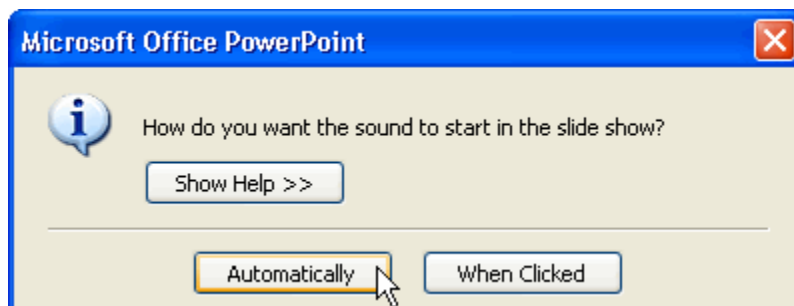 Microsoft Office PowerPoint
How do you want the sound to start in the slide show?
Show Help >>
Automatically
When Clicked